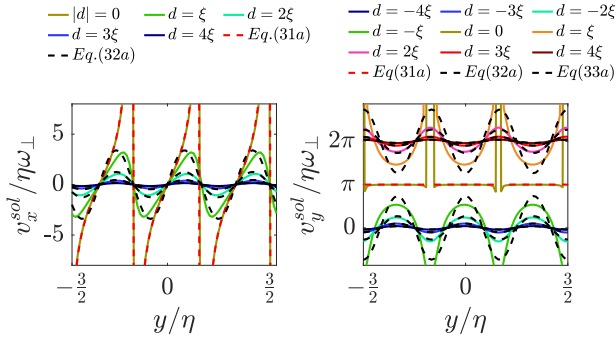 |d| = 0 d = ξ d = 2ξ
d = 3ξ d = 4ξ Eq.(31a)
Eq.(32a)
5
0
-5
v_x^{sol}/ηω_⊥
−3/2 0 3/2
y/η
d = −4ξ d = −3ξ d = −2ξ
d = −ξ d = 0 d = ξ
d = 2ξ d = 3ξ d = 4ξ
Eq(31a) Eq(32a) Eq(33a)
2π
π
0
v_y^{sol}/ηω_⊥
−3/2 0 3/2
y/η